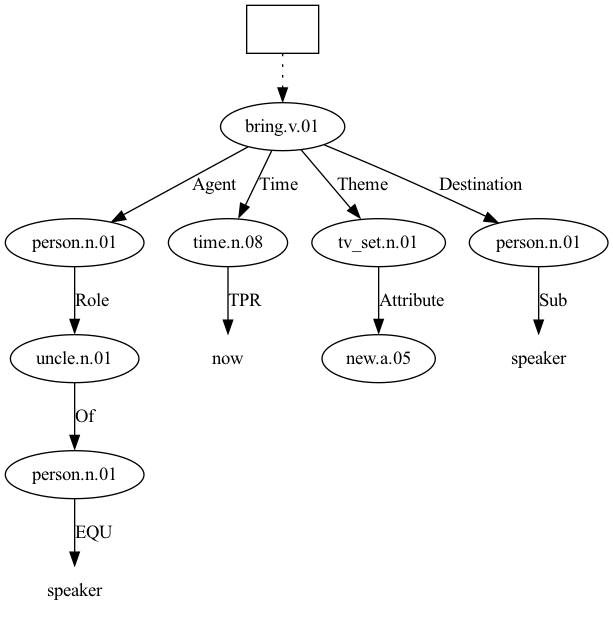 bring.v.01
Agent Time Theme Destination
person.n.01 time.n.08 tv_set.n.01 person.n.01
Role TPR Attribute Sub
uncle.n.01 now new.a.05 speaker
Of
person.n.01
EQU
speaker